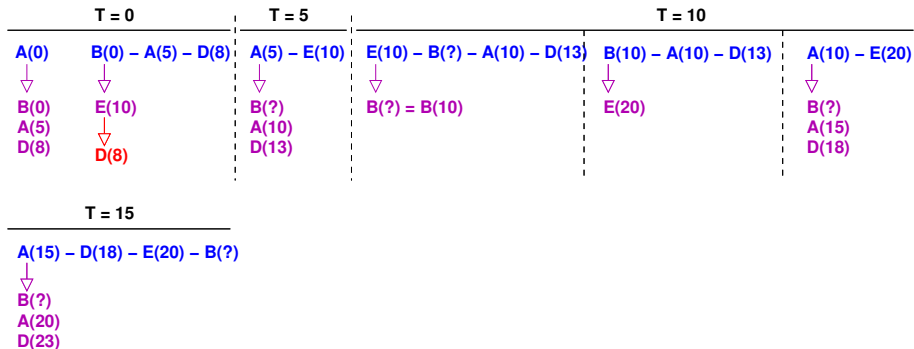 T = 0 T = 5 T = 10
A(0) B(0) – A(5) – D(8) A(5) – E(10) E(10) – B(?) – A(10) – D(13) B(10) – A(10) – D(13) A(10) – E(20)
B(0) E(10) B(?) B(?) = B(10) E(20) B(?)
A(5) A(10) A(15)
D(8) D(8) D(13) D(18)
T = 15
A(15) – D(18) – E(20) – B(?)
B(?)
A(20)
D(23)